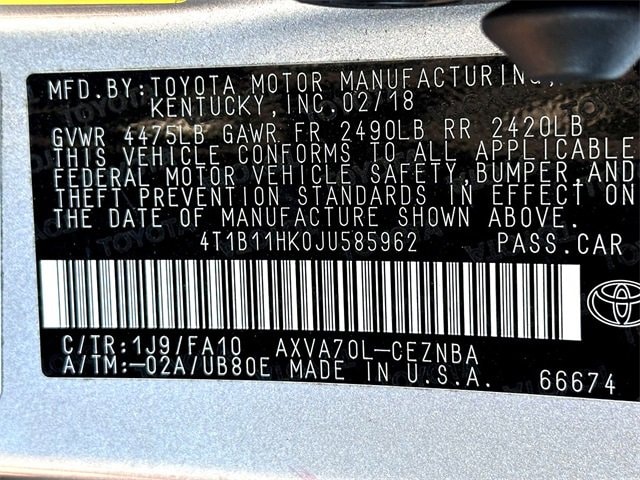 MFD.BY:TOYOTA MOTOR MANUFACTURING,
KENTUCKY,INC.02/18
GVWR 4475LB GAWR FR 2490LB RR 2420LB
THIS VEHICLE CONFORMS TO ALL APPLICABLE
FEDERAL MOTOR VEHICLE SAFETY,BUMPER,AND
THEFT PREVENTION STANDARDS IN EFFECT ON
THE DATE OF MANUFACTURE SHOWN ABOVE.
4T1B11HK0JU585962 PASS.CAR
C/TR:1J9/FA10 AXVA70L-CEZNBA
A/TM:-02A/UB80E MADE IN U.S.A. 66674